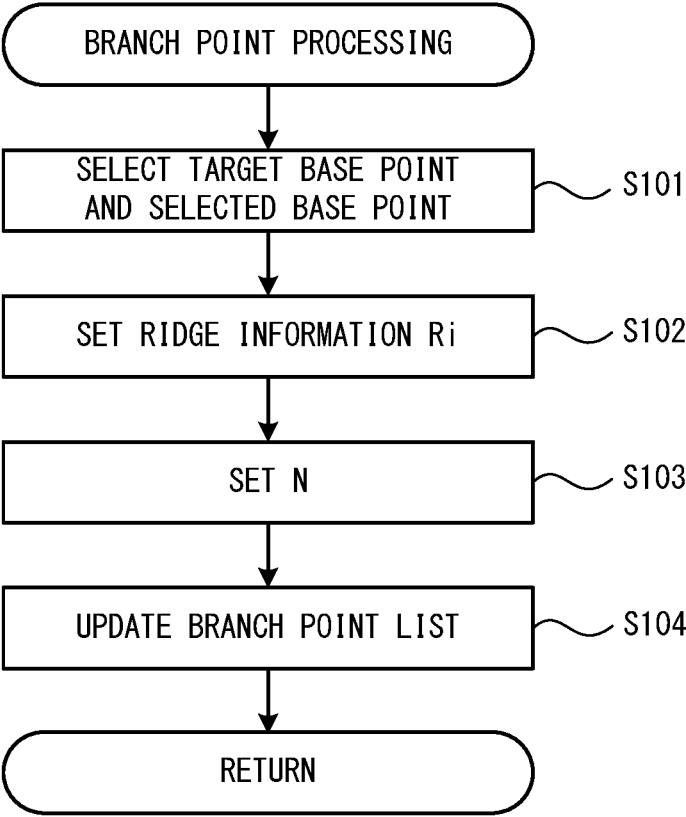 BRANCH POINT PROCESSING
SELECT TARGET BASE POINT
AND SELECTED BASE POINT
S101
SET RIDGE INFORMATION Ri
S102
SET N
S103
UPDATE BRANCH POINT LIST
S104
RETURN